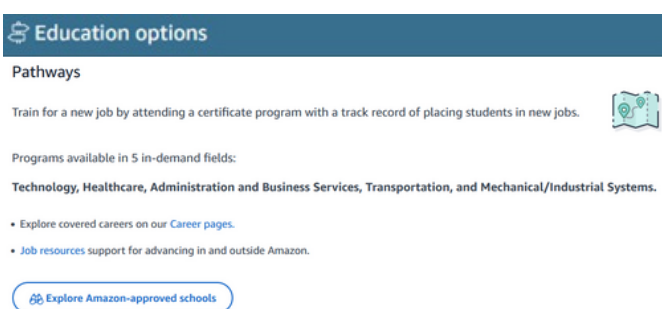 Education options
Pathways
Train for a new job by attending a certificate program with a track record of placing students in new jobs.
Programs available in 5 in-demand fields:
Technology, Healthcare, Administration and Business Services, Transportation, and Mechanical/Industrial Systems.
• Explore covered careers on our Career pages.
• Job resources support for advancing in and outside Amazon.
Explore Amazon-approved schools